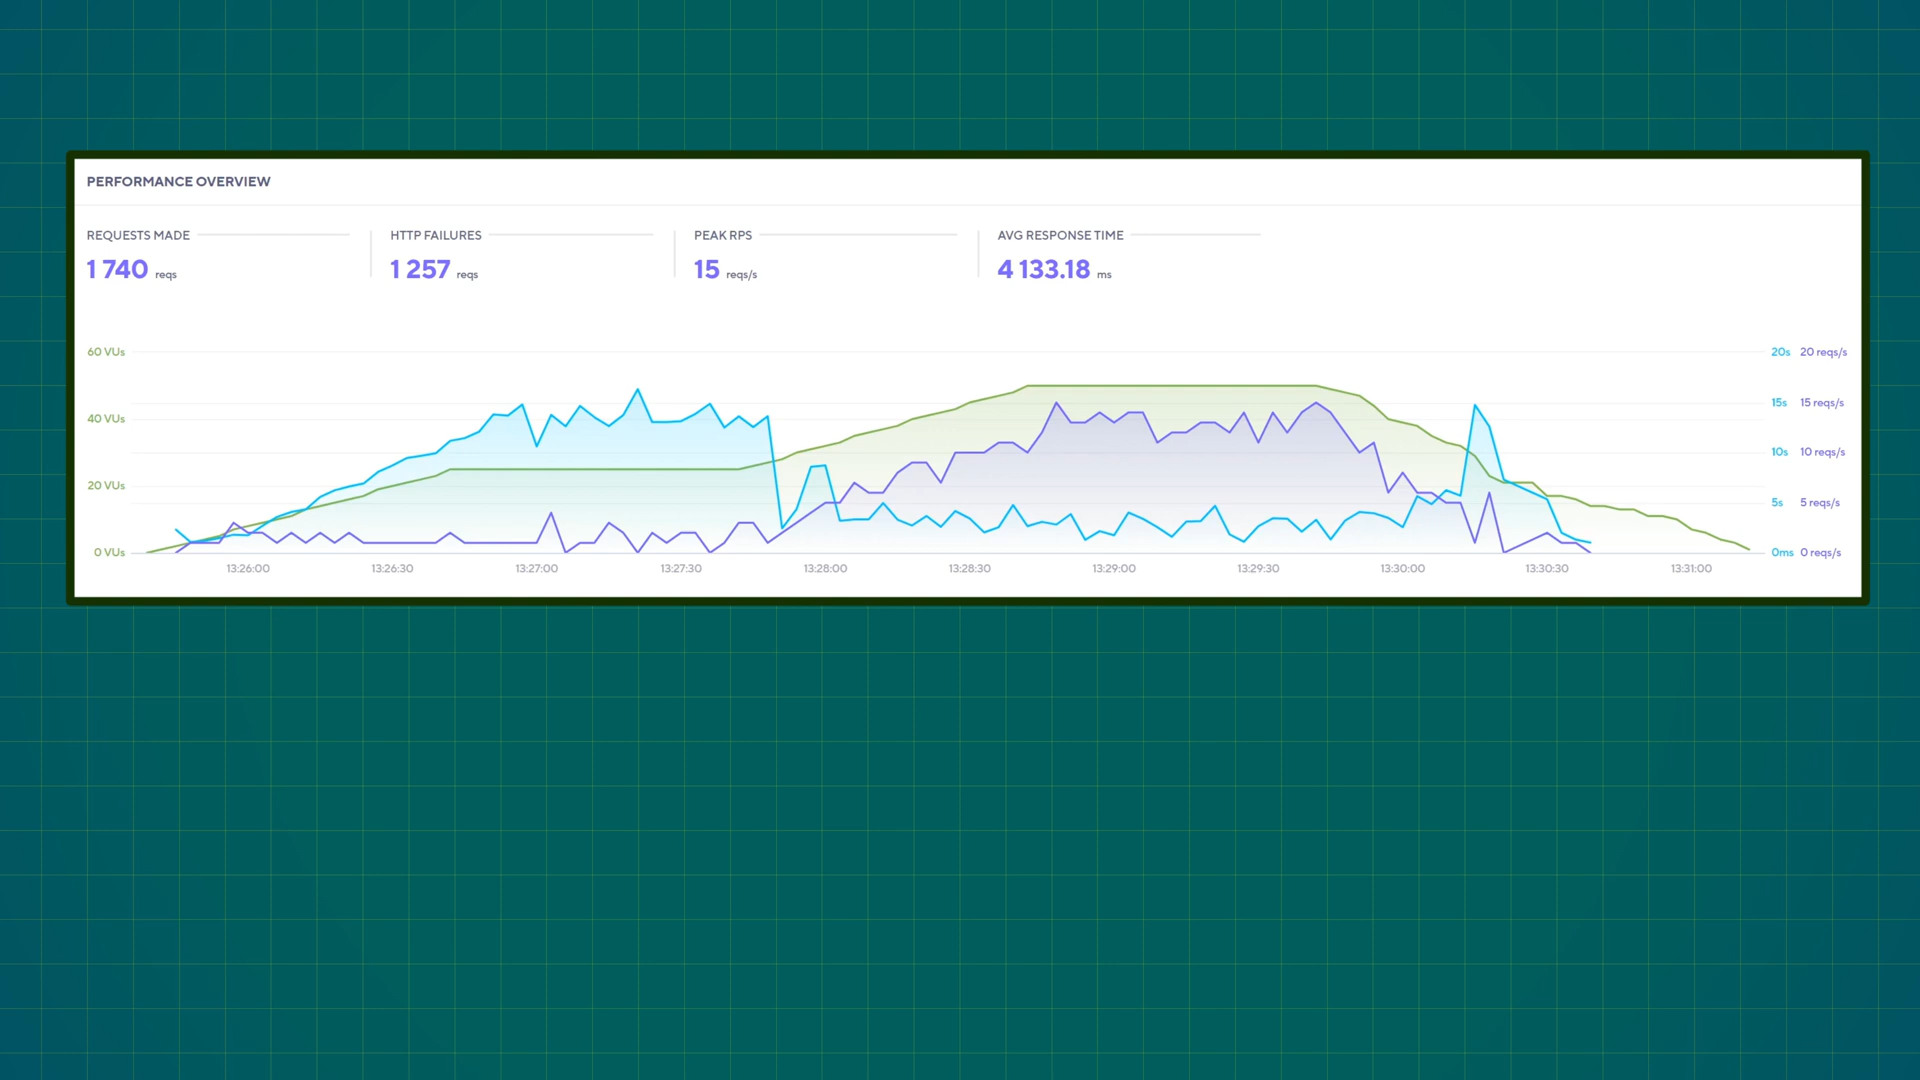 PERFORMANCE OVERVIEW
REQUESTS MADE HTTP FAILURES PEAK RPS AVG RESPONSE TIME
1 740 reqs 1 257 reqs 15 reqs/s 4 133.18 ms
60 VUs 20s 20 reqs/s
15s 15 reqs/s
40 VUs
10s 10 reqs/s
20 VUs
5s 5 reqs/s
0 VUs 0ms 0 reqs/s
13:26:00 13:26:30 13:27:00 13:27:30 13:28:00 13:28:30 13:29:00 13:29:30 13:30:00 13:30:30 13:31:00